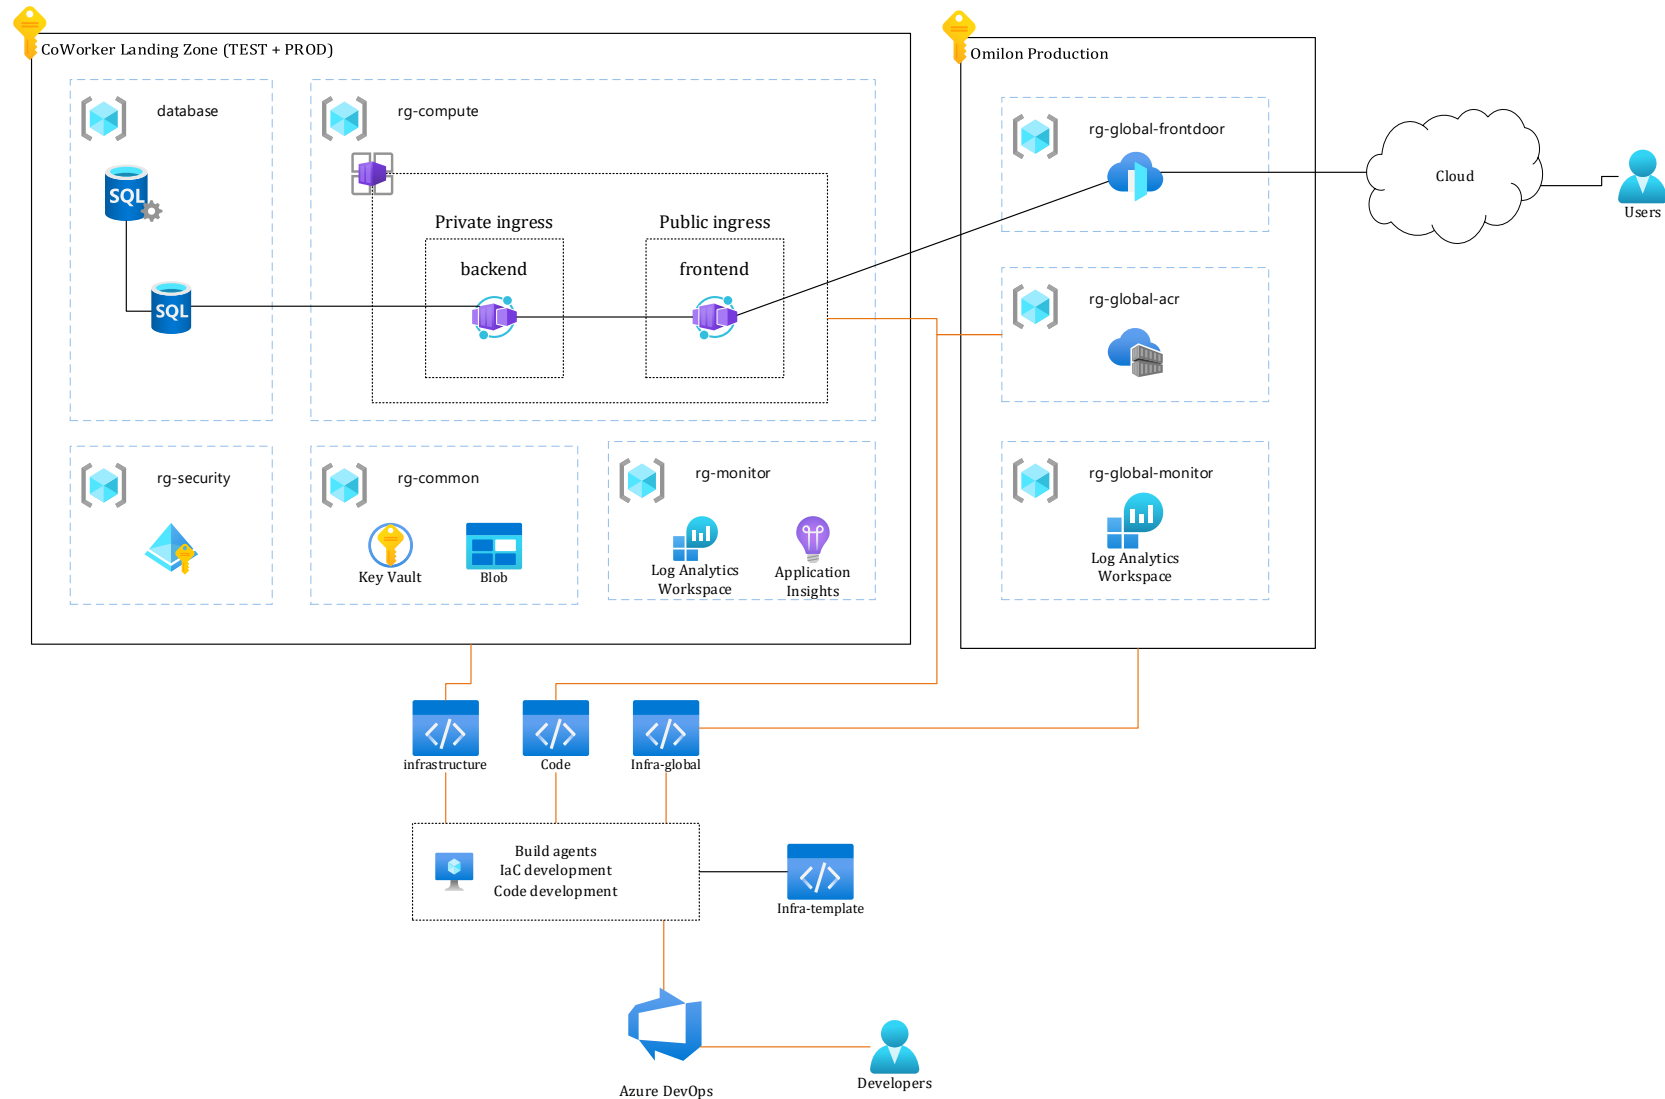 CoWorker Landing Zone (TEST + PROD)
database
SQL
SQL
rg-compute
Private ingress
backend
Public ingress
frontend
rg-security
rg-common
Key Vault
Blob
rg-monitor
Log Analytics
Workspace
Application
Insights
Omilon Production
rg-global-frontdoor
rg-global-acr
rg-global-monitor
Log Analytics
Workspace
Cloud
Users
infrastructure
Code
Infra-global
Build agents
IaC development
Code development
Infra-template
Azure DevOps
Developers